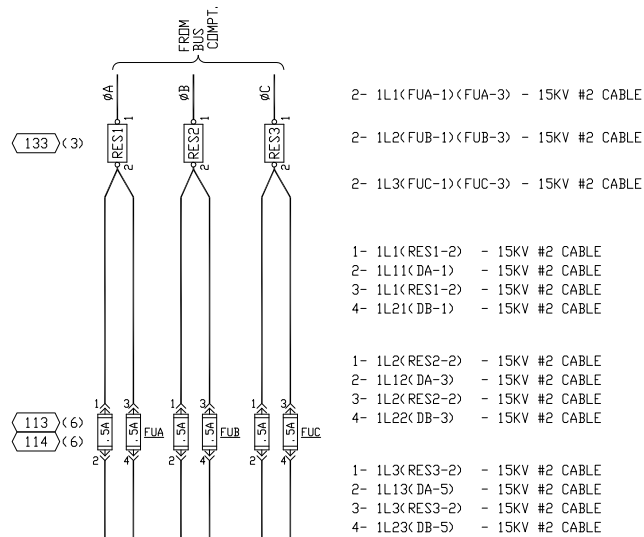 FROM
BUS
COMPT.
øA
øB
øC
1
1
1
133 (3)
RES1
RES2
RES3
2
2
2
2- 1L1(FUA-1)(FUA-3) - 15KV #2 CABLE
2- 1L2(FUB-1)(FUB-3) - 15KV #2 CABLE
2- 1L3(FUC-1)(FUC-3) - 15KV #2 CABLE
1- 1L1(RES1-2) - 15KV #2 CABLE
2- 1L11(DA-1) - 15KV #2 CABLE
3- 1L1(RES1-2) - 15KV #2 CABLE
4- 1L21(DB-1) - 15KV #2 CABLE
1- 1L2(RES2-2) - 15KV #2 CABLE
2- 1L12(DA-3) - 15KV #2 CABLE
3- 1L2(RES2-2) - 15KV #2 CABLE
4- 1L22(DB-3) - 15KV #2 CABLE
1- 1L3(RES3-2) - 15KV #2 CABLE
2- 1L13(DA-5) - 15KV #2 CABLE
3- 1L3(RES3-2) - 15KV #2 CABLE
4- 1L23(DB-5) - 15KV #2 CABLE
1 3 1 3 1 3
113 (6)
114 (6)
.5A .5A FUA .5A .5A FUB .5A .5A FUC
2 4 2 4 2 4